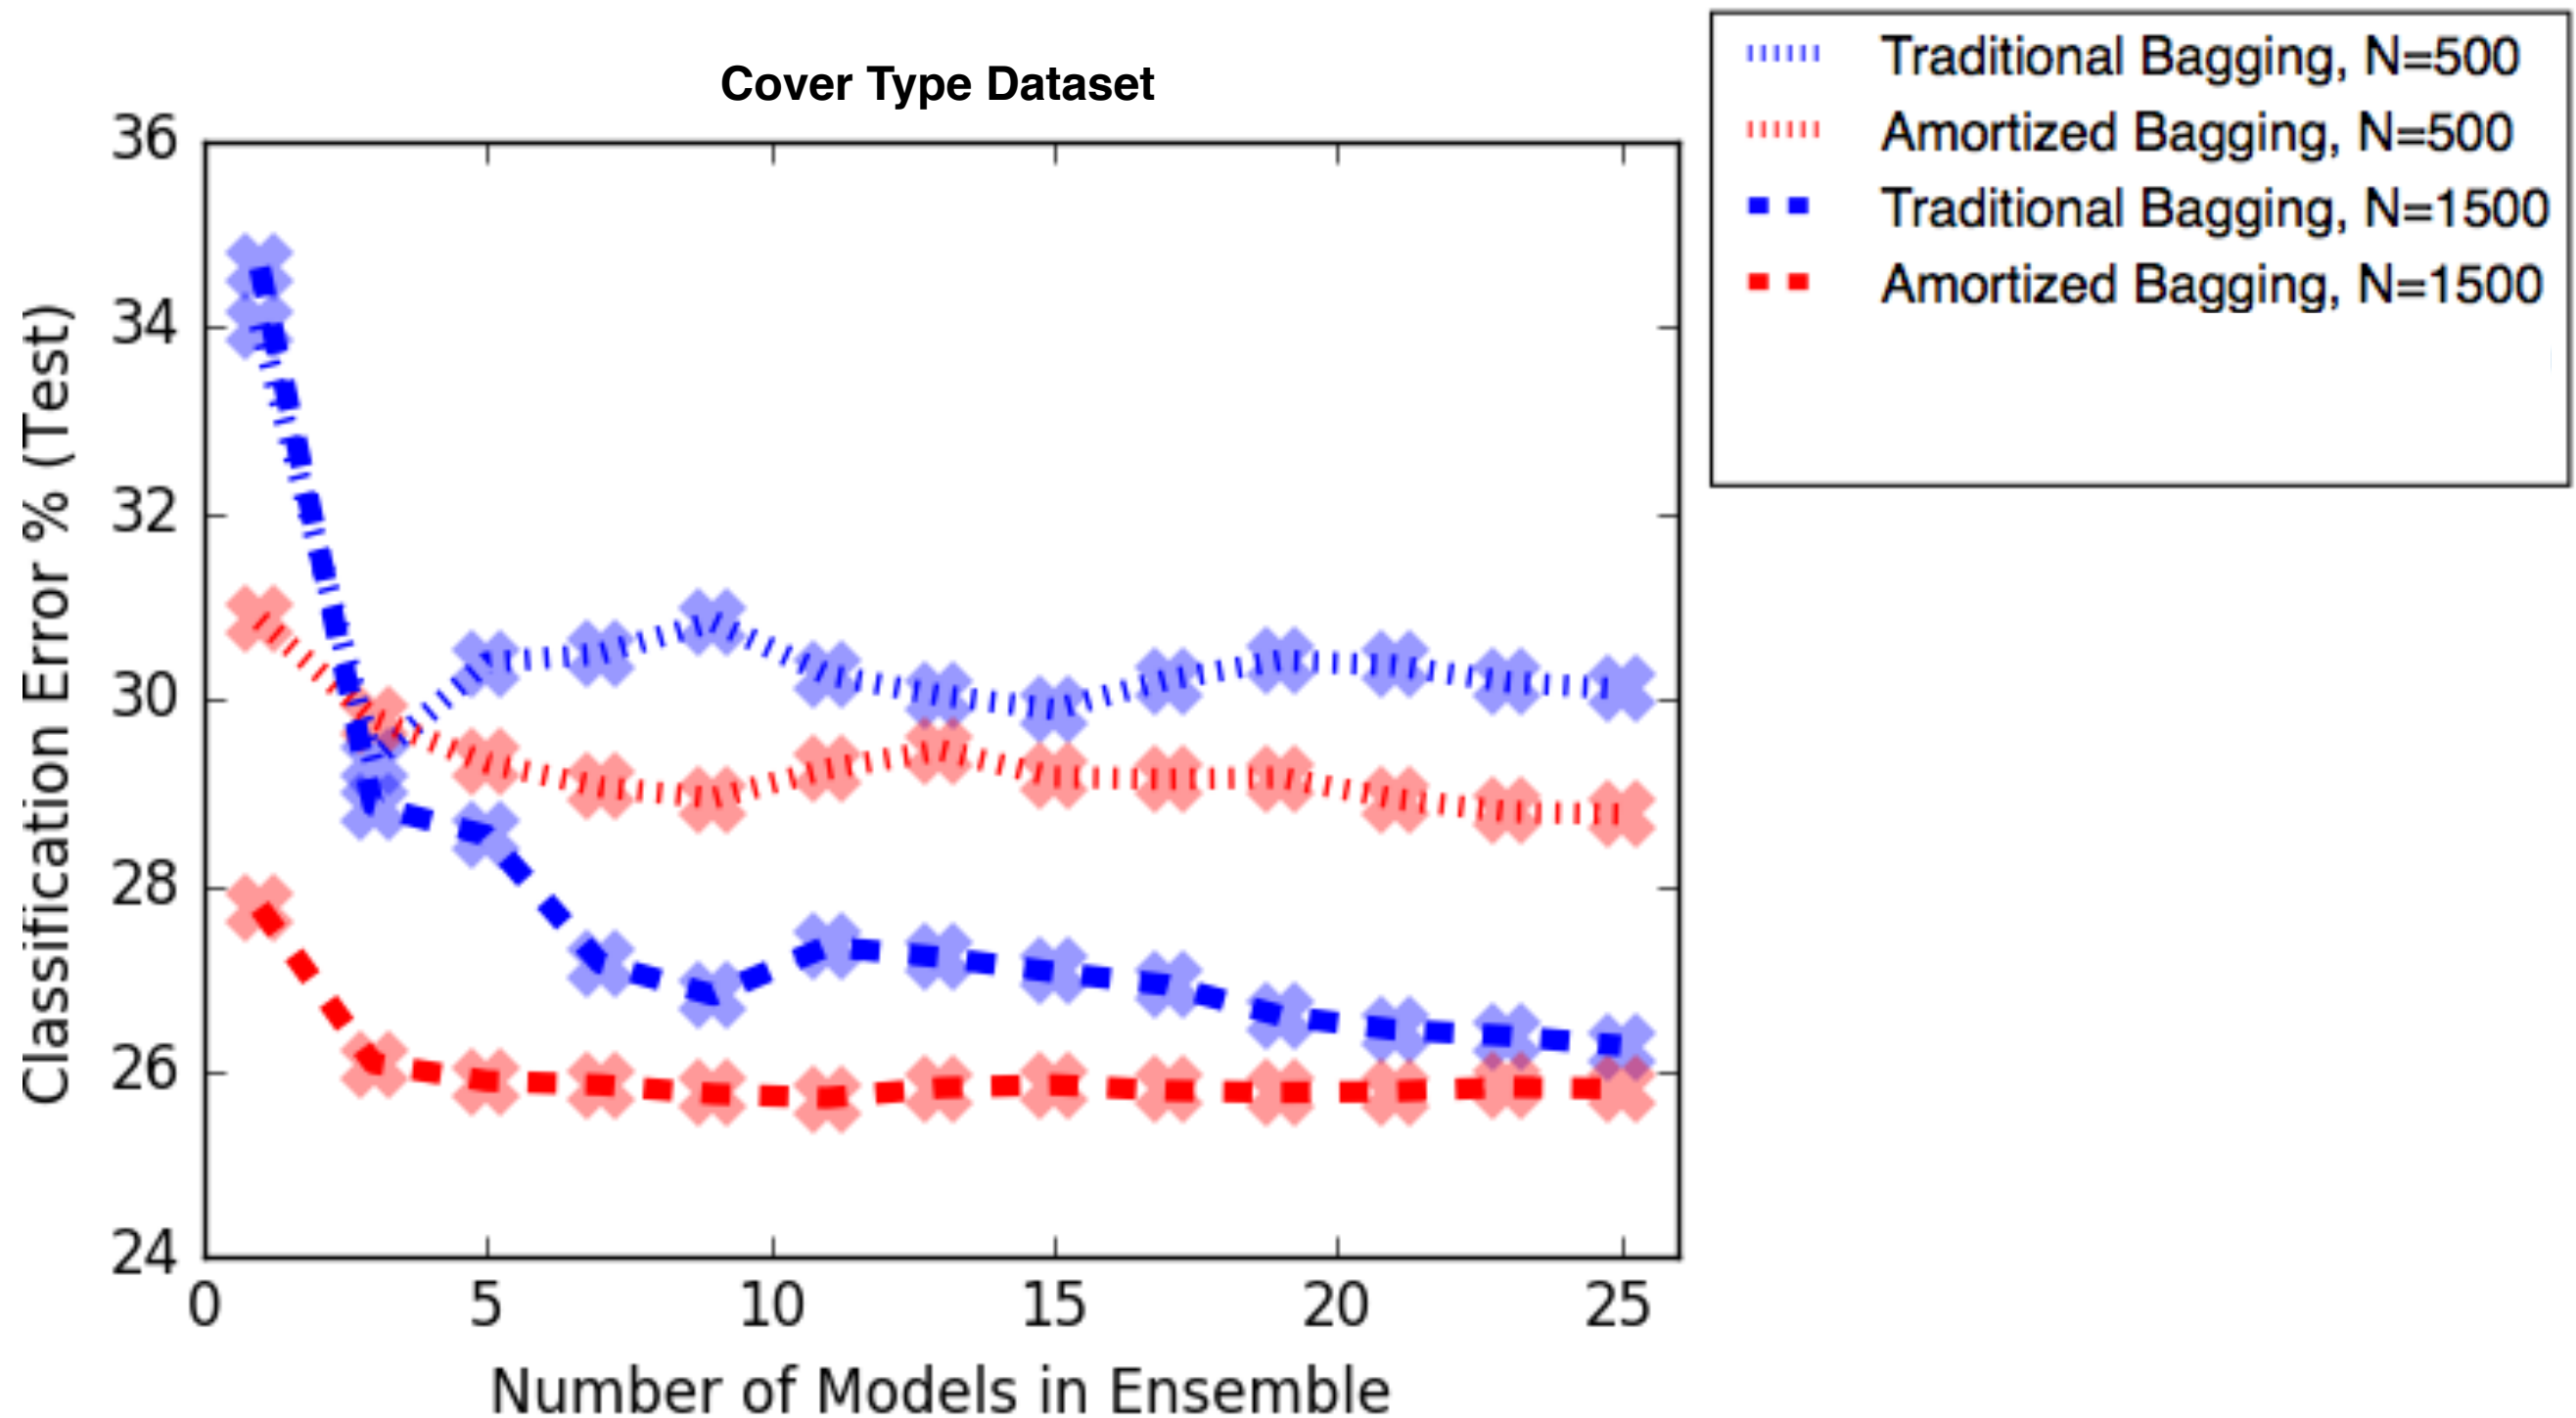 Cover Type Dataset
Traditional Bagging, N=500
Amortized Bagging, N=500
Traditional Bagging, N=1500
Amortized Bagging, N=1500
Classification Error % (Test)
36
34
32
30
28
26
24
0 5 10 15 20 25
Number of Models in Ensemble